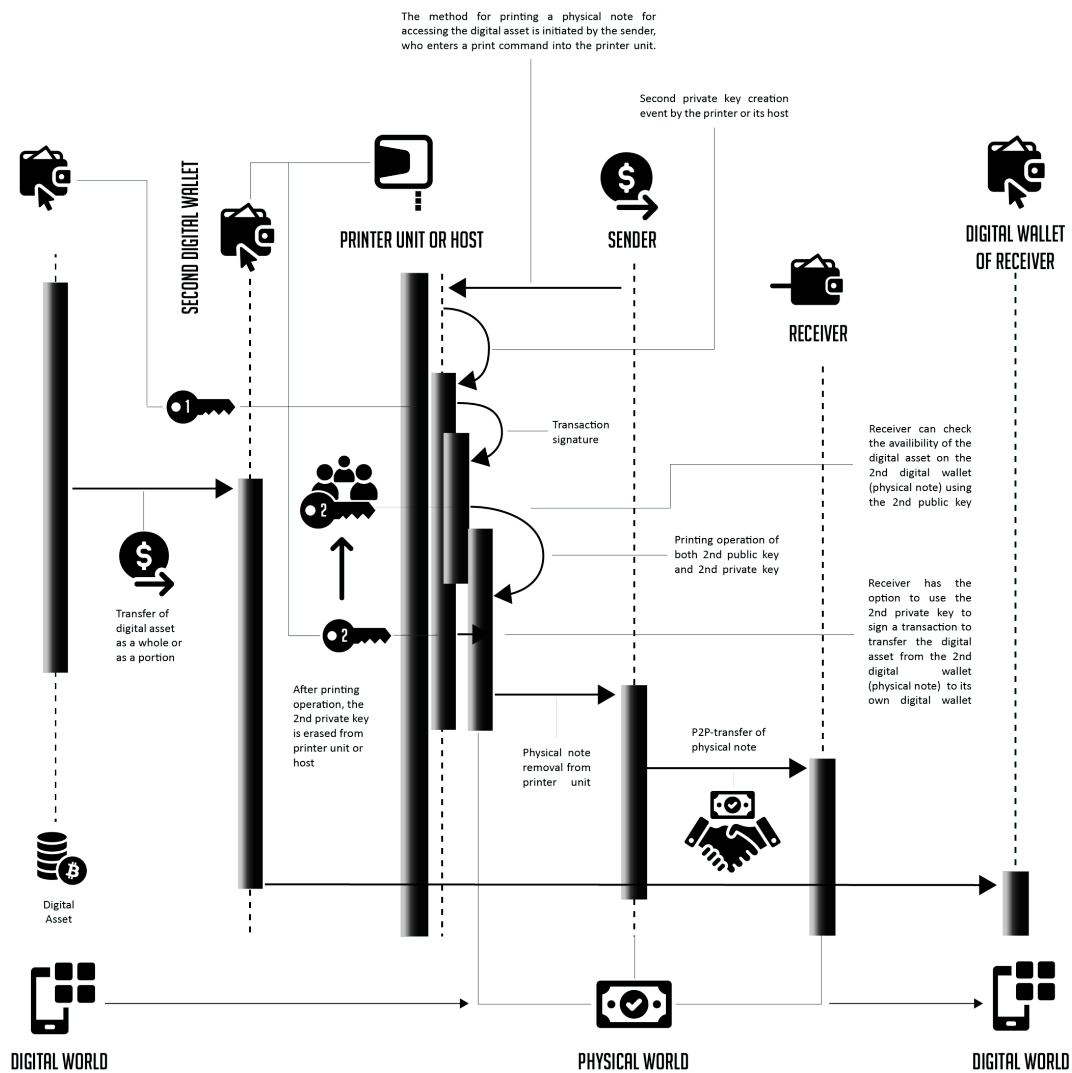 The method for printing a physical note for
accessing the digital asset is initiated by the sender,
who enters a print command into the printer unit.
Second private key creation
event by the printer or its host
SECOND DIGITAL WALLET
$
PRINTER UNIT OR HOST
SENDER
DIGITAL WALLET
OF RECEIVER
RECEIVER
1
Transaction
signature
Receiver can check
the availibility of the
digital asset on the
2nd digital wallet
(physical note) using
the 2nd public key
2
$
Printing operation of
both 2nd public key
and 2nd private key
Transfer of
digital asset
as a whole or
as a portion
2
Receiver has the
option to use the
2nd private key to
sign a transaction to
transfer the digital
asset from the 2nd
digital wallet
(physical note) to its
own digital wallet
After printing
operation, the
2nd private key
is erased from
printer unit or
host
Physical note
removal from
printer unit
P2P-transfer of
physical note
₿
Digital
Asset
DIGITAL WORLD
PHYSICAL WORLD
DIGITAL WORLD